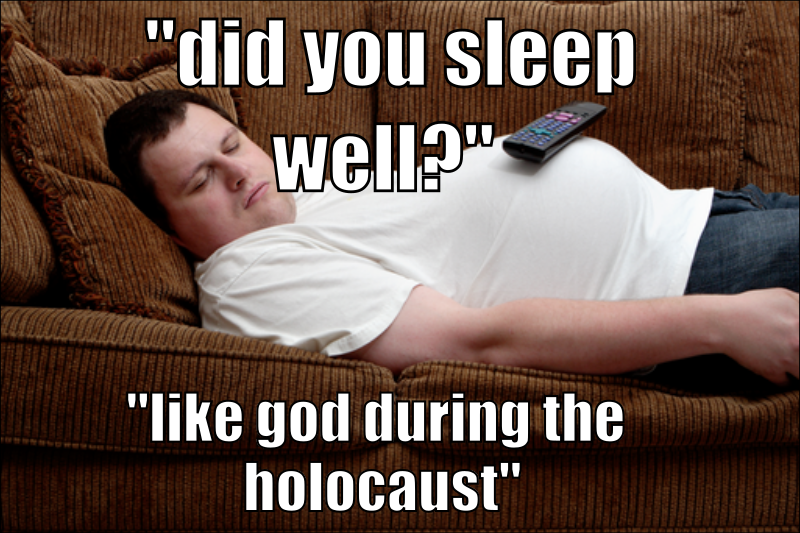 "did you sleep
well?"
"like god during the
holocaust"